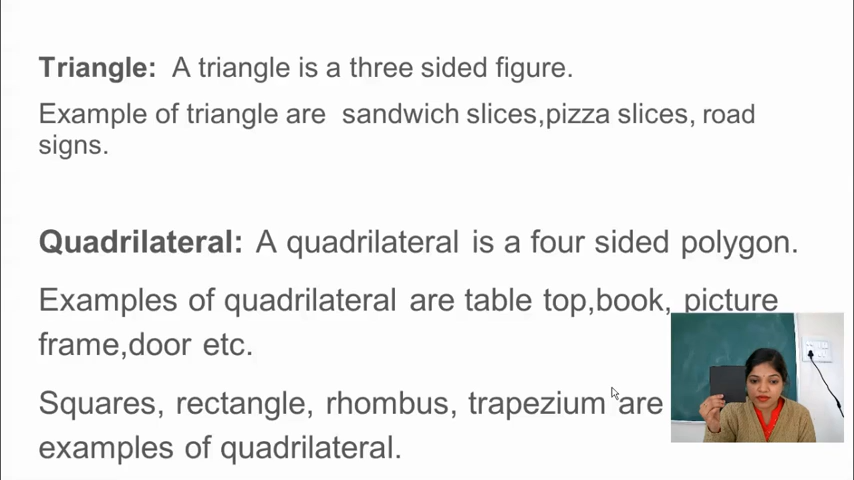 Triangle: A triangle is a three sided figure.
Example of triangle are sandwich slices,pizza slices, road
signs.
Quadrilateral: A quadrilateral is a four sided polygon.
Examples of quadrilateral are table top,book, picture
frame,door etc.
Squares, rectangle, rhombus, trapezium are
examples of quadrilateral.